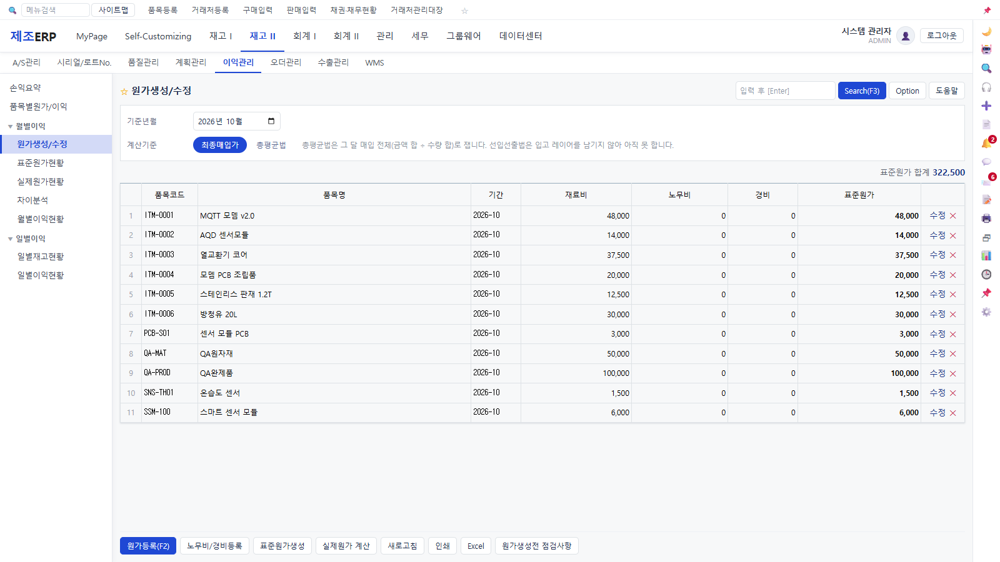 메뉴검색 사이트맵 품목등록 거래처등록 구매입력 판매입력 채권·채무현황 거래처관리대장
제조ERP MyPage Self-Customizing 재고 I 재고 II 회계 I 회계 II 관리 세무 그룹웨어 데이터센터 시스템 관리자 ADMIN 로그아웃
A/S관리 시리얼/로트No. 품질관리 계획관리 이익관리 오더관리 수출관리 WMS
손익요약
품목별원가/이익
월별이익
원가생성/수정
표준원가현황
실제원가현황
차이분석
월별이익현황
일별이익
일별재고현황
일별이익현황
원가생성/수정 입력 후 [Enter] Search(F3) Option 도움말
기준년월 2026년 10월
계산기준 최종매입가 총평균법 총평균법은 그 달 매입 전체(금액 합 ÷ 수량 합)로 잽니다. 선입선출법은 입고 레이어를 남기지 않아 아직 못 합니다.
표준원가 합계 322,500
품목코드 품목명 기간 재료비 노무비 경비 표준원가
1 ITM-0001 MQTT 모뎀 v2.0 2026-10 48,000 0 0 48,000 수정
2 ITM-0002 AQD 센서모듈 2026-10 14,000 0 0 14,000 수정
3 ITM-0003 열교환기 코어 2026-10 37,500 0 0 37,500 수정
4 ITM-0004 모뎀 PCB 조립품 2026-10 20,000 0 0 20,000 수정
5 ITM-0005 스테인리스 판재 1.2T 2026-10 12,500 0 0 12,500 수정
6 ITM-0006 방청유 20L 2026-10 30,000 0 0 30,000 수정
7 PCB-S01 센서 모듈 PCB 2026-10 3,000 0 0 3,000 수정
8 QA-MAT QA원자재 2026-10 50,000 0 0 50,000 수정
9 QA-PROD QA완제품 2026-10 100,000 0 0 100,000 수정
10 SNS-TH01 온습도 센서 2026-10 1,500 0 0 1,500 수정
11 SSM-100 스마트 센서 모듈 2026-10 6,000 0 0 6,000 수정
원가등록(F2) 노무비/경비등록 표준원가생성 실제원가 계산 새로고침 인쇄 Excel 원가생성전 점검사항
2
6